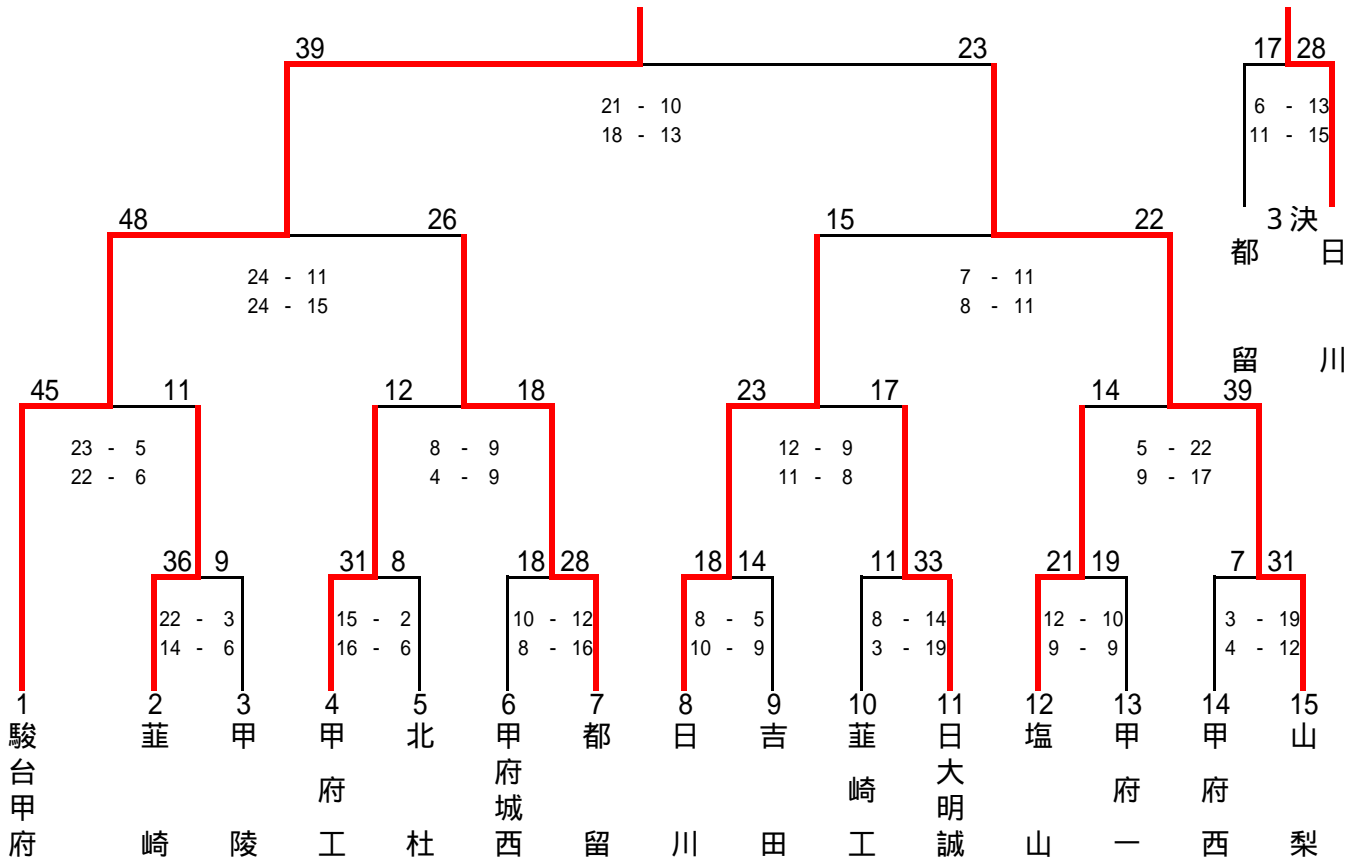 39 23 17 28
21 - 10 6 - 13
18 - 13 11 - 15
48 26 15 22 3決
都留 日川
24 - 11 7 - 11
24 - 15 8 - 11
45 11 12 18 23 17 14 39
23 - 5 8 - 9 12 - 9 5 - 22
22 - 6 4 - 9 11 - 8 9 - 17
36 9 31 8 18 28 18 14 11 33 21 19 7 31
22 - 3 15 - 2 10 - 12 8 - 5 8 - 14 12 - 10 3 - 19
14 - 6 16 - 6 8 - 16 10 - 9 3 - 19 9 - 9 4 - 12
1 2 3 4 5 6 7 8 9 10 11 12 13 14 15
駿台甲府
韮崎
甲陵
甲府工
北杜
甲府城西
都留
日川
吉田
韮崎工
日大明誠
塩山
甲府一
甲府西
山梨